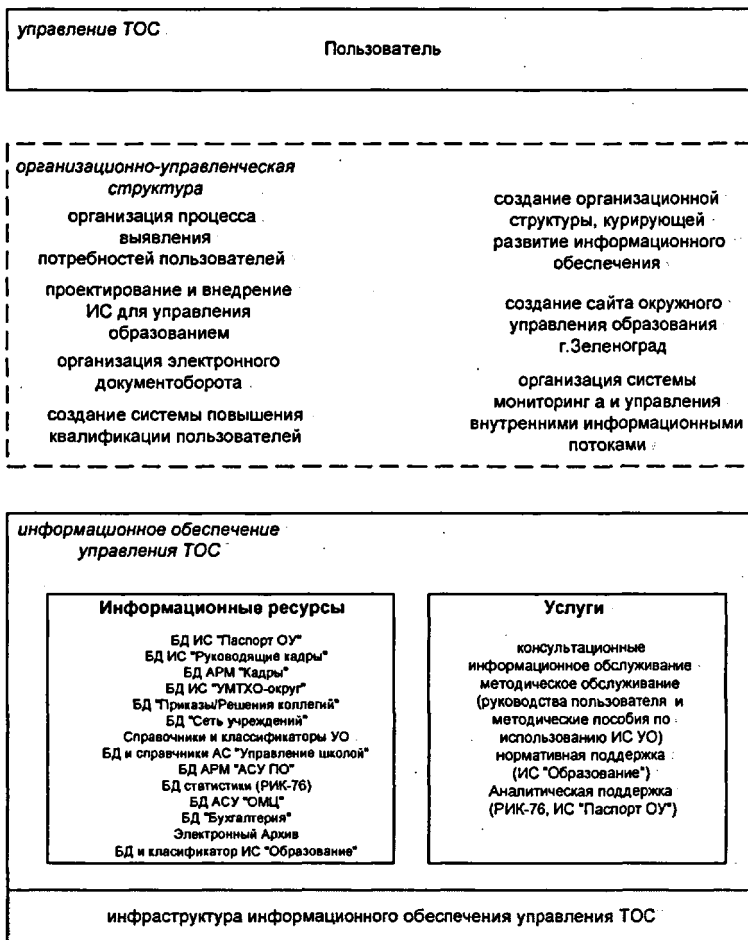 управление ТОС
Пользователь
организационно-управленческая
структура
организация процесса
выявления
потребностей пользователей
проектирование и внедрение
ИС для управления
образованием
организация электронного
документоборота
создание системы повышения
квалификации пользователей
создание организационной
структуры, курирующей
развитие информационного
обеспечения
создание сайта окружного
управления образования
г.Зеленоград
организация системы
мониторинг а и управления
внутренними информационными
потоками
информационное обеспечение
управления ТОС
Информационные ресурсы
БД ИС "Паспорт ОУ"
БД ИС "Руководящие кадры"
БД АРМ "Кадры"
БД ИС "УМТХО-округ"
БД "Приказы/Решения коллегий"
БД "Сеть учреждений"
Справочники и классификаторы УО
БД и справчники АС "Управление школой"
БД АРМ "АСУ ПО"
БД статистики (РИК-76)
БД АСУ "ОМЦ"
БД "Бухгалтерия"
Электронный Архив
БД и класификатор ИС "Образование"
Услуги
консультационные
информационное обслуживание
методическое обслуживание
(руководства пользователя и
методические пособия по
использованию ИС УО)
нормативная поддержка
(ИС "Образование")
Аналитическая поддержка
(РИК-76, ИС "Паспорт ОУ")
инфраструктура информационного обеспечения управления ТОС